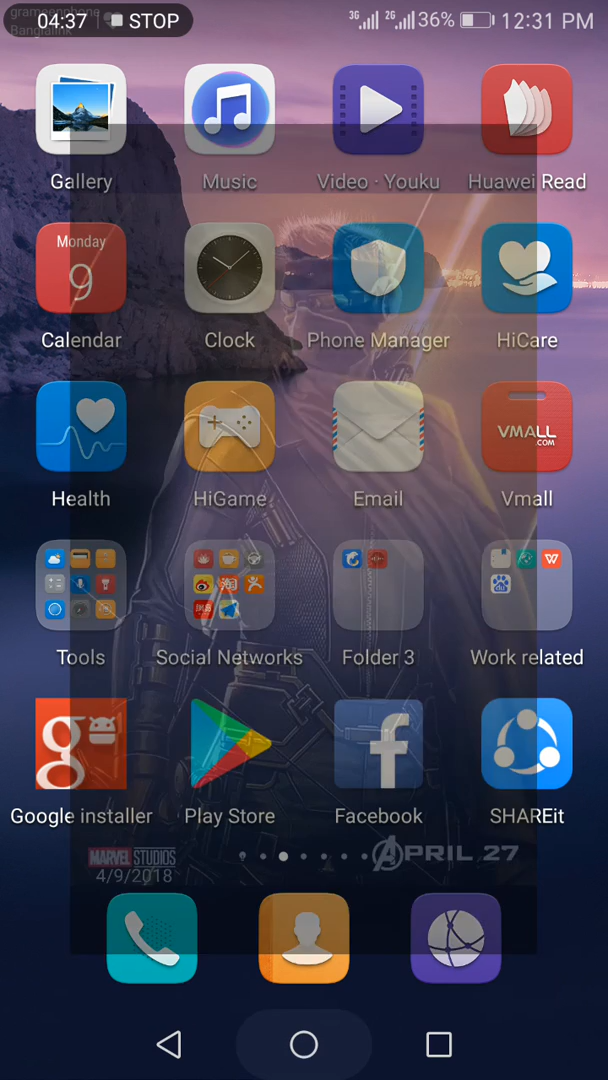 grameenphone
Banglalink
04:37 STOP 3G 2G 36% 12:31 PM
Gallery Music Video · Youku Huawei Read
Monday
9
Calendar Clock Phone Manager HiCare
VMALL
.COM
Health HiGame Email Vmall
Tools Social Networks Folder 3 Work related
Google installer Play Store Facebook SHAREit
MARVEL STUDIOS APRIL 27
4/9/2018